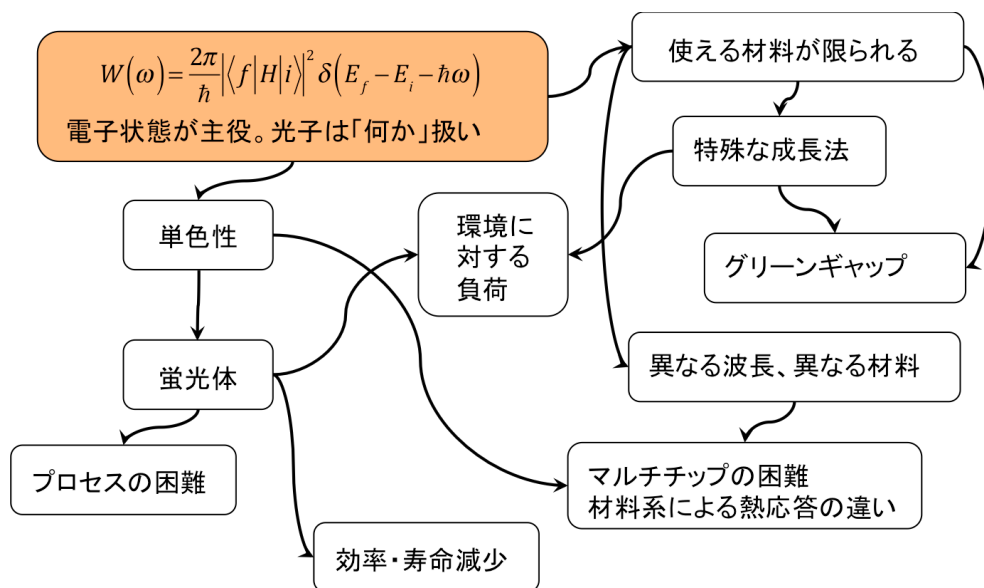 W(ω)=2π/ħ|⟨f|H|i⟩|²δ(E_f−E_i−ħω)
電子状態が主役。光子は「何か」扱い
使える材料が限られる
特殊な成長法
単色性
環境に
対する
負荷
グリーンギャップ
蛍光体
異なる波長、異なる材料
プロセスの困難
マルチチップの困難
材料系による熱応答の違い
効率・寿命減少